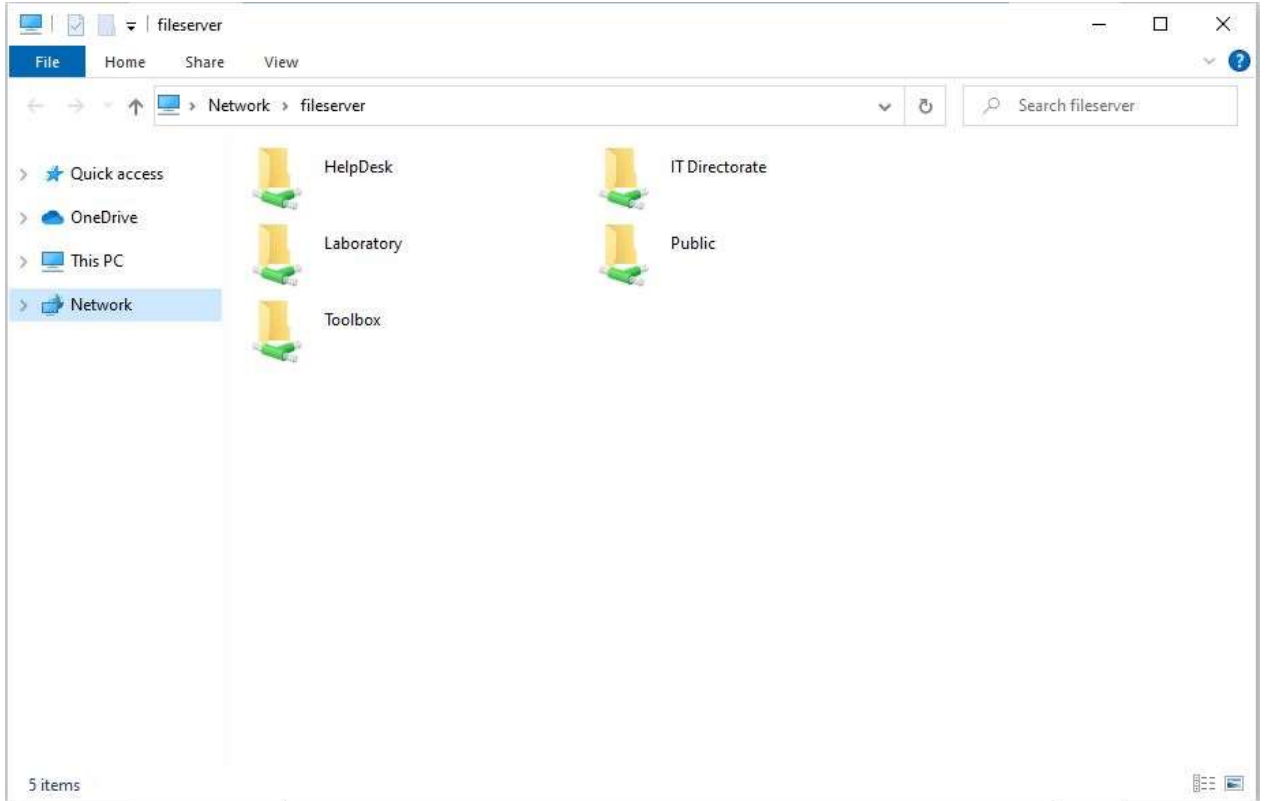 fileserver
File Home Share View
Network › fileserver
Search fileserver
Quick access
OneDrive
This PC
Network
HelpDesk
IT Directorate
Laboratory
Public
Toolbox
5 items